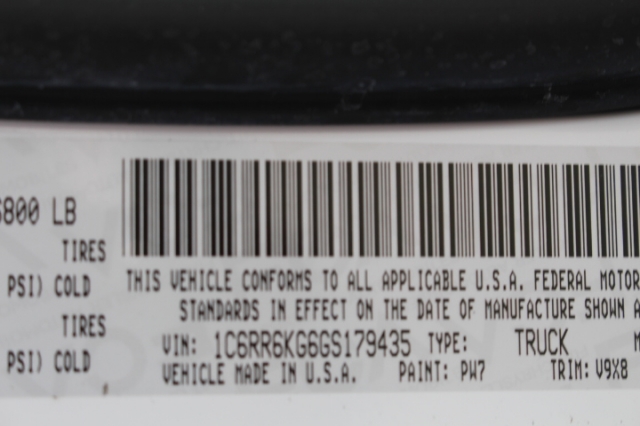 6800 LB
TIRES
PSI) COLD
TIRES
PSI) COLD
THIS VEHICLE CONFORMS TO ALL APPLICABLE U.S.A. FEDERAL MOTOR
STANDARDS IN EFFECT ON THE DATE OF MANUFACTURE SHOWN A
VIN: 1C6RR6KG6GS179435 TYPE: TRUCK M
VEHICLE MADE IN U.S.A. PAINT: PW7 TRIM: V9X8